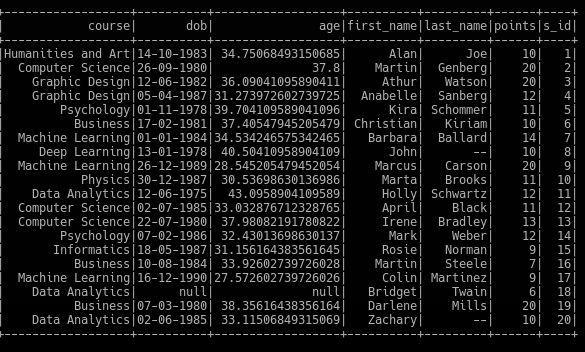 +------------------+----------+------------------+----------+---------+------+----+
|            course|       dob|               age|first_name|last_name|points|s_id|
+------------------+----------+------------------+----------+---------+------+----+
|Humanities and Art|14-10-1983| 34.75068493150685|      Alan|      Joe|    10|   1|
|  Computer Science|26-09-1980|              37.8|    Martin|  Genberg|    20|   2|
|    Graphic Design|12-06-1982| 36.09041095890411|     Athur|   Watson|    20|   3|
|    Graphic Design|05-04-1987|31.273972602739725|  Anabelle|  Sanberg|    12|   4|
|        Psychology|01-11-1978|39.704109589041096|      Kira| Schommer|    11|   5|
|          Business|17-02-1981| 37.40547945205479| Christian|   Kiriam|    10|   6|
|  Machine Learning|01-01-1984|34.534246575342465|   Barbara|  Ballard|    14|   7|
|     Deep Learning|13-01-1978| 40.50410958904109|      John|       --|    10|   8|
|  Machine Learning|26-12-1989|28.545205479452054|    Marcus|   Carson|    20|   9|
|           Physics|30-12-1987| 30.53698630136986|     Marta|   Brooks|    11|  10|
|    Data Analytics|12-06-1975|  43.0958904109589|     Holly| Schwartz|    12|  11|
|  Computer Science|02-07-1985|33.032876712328765|     April|    Black|    11|  12|
|  Computer Science|22-07-1980| 37.98082191780822|     Irene|  Bradley|    13|  13|
|        Psychology|07-02-1986| 32.43013698630137|      Mark|    Weber|    12|  14|
|       Informatics|18-05-1987|31.156164383561645|     Rosie|   Norman|     9|  15|
|          Business|10-08-1984| 33.92602739726028|    Martin|   Steele|     7|  16|
|  Machine Learning|16-12-1990|27.572602739726026|     Colin| Martinez|     9|  17|
|    Data Analytics|      null|              null|   Bridget|    Twain|     6|  18|
|          Business|07-03-1980| 38.35616438356164|   Darlene|    Mills|    20|  19|
|    Data Analytics|02-06-1985| 33.11506849315069|   Zachary|       --|    10|  20|
+------------------+----------+------------------+----------+---------+------+----+